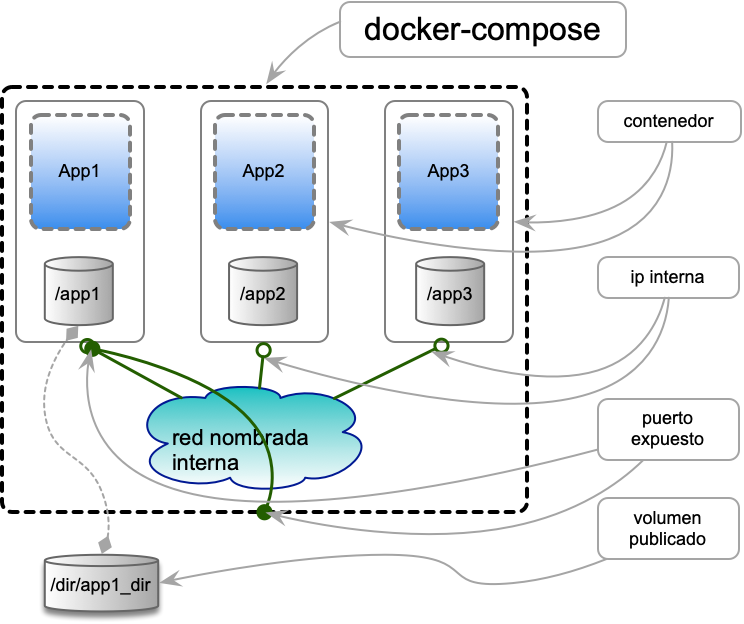 docker-compose
App1
App2
App3
contenedor
/app1
/app2
/app3
ip interna
red nombrada
interna
puerto
expuesto
volumen
publicado
/dir/app1_dir